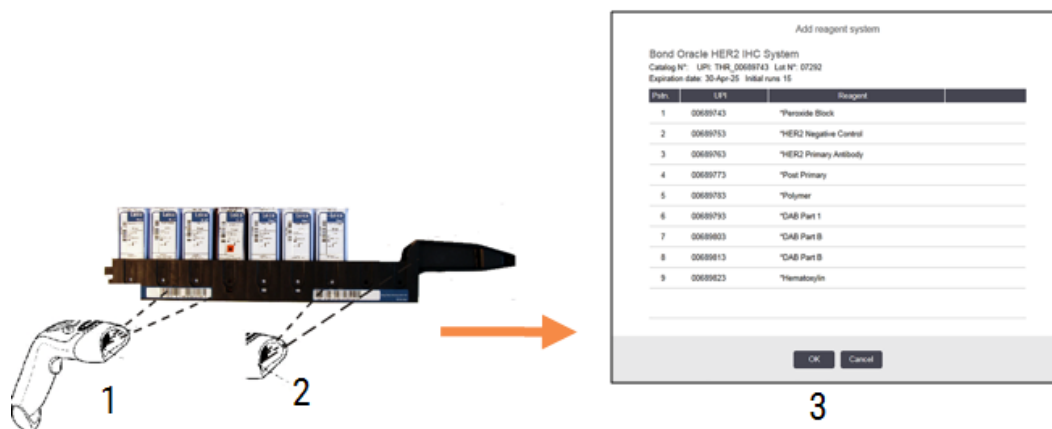 Add reagent system
Bond Oracle HER2 IHC System
Catalog N°: UPI: THR_00689743 Lot N°: 07292
Expiration date: 30-Apr-25 Initial runs 15
Pstn. UPI Reagent
1 00689743 *Peroxide Block
2 00689753 *HER2 Negative Control
3 00689763 *HER2 Primary Antibody
4 00689773 *Post Primary
5 00689783 *Polymer
6 00689793 *DAB Part 1
7 00689803 *DAB Part B
8 00689813 *DAB Part B
9 00689823 *Hematoxylin
OK Cancel
1
2
3